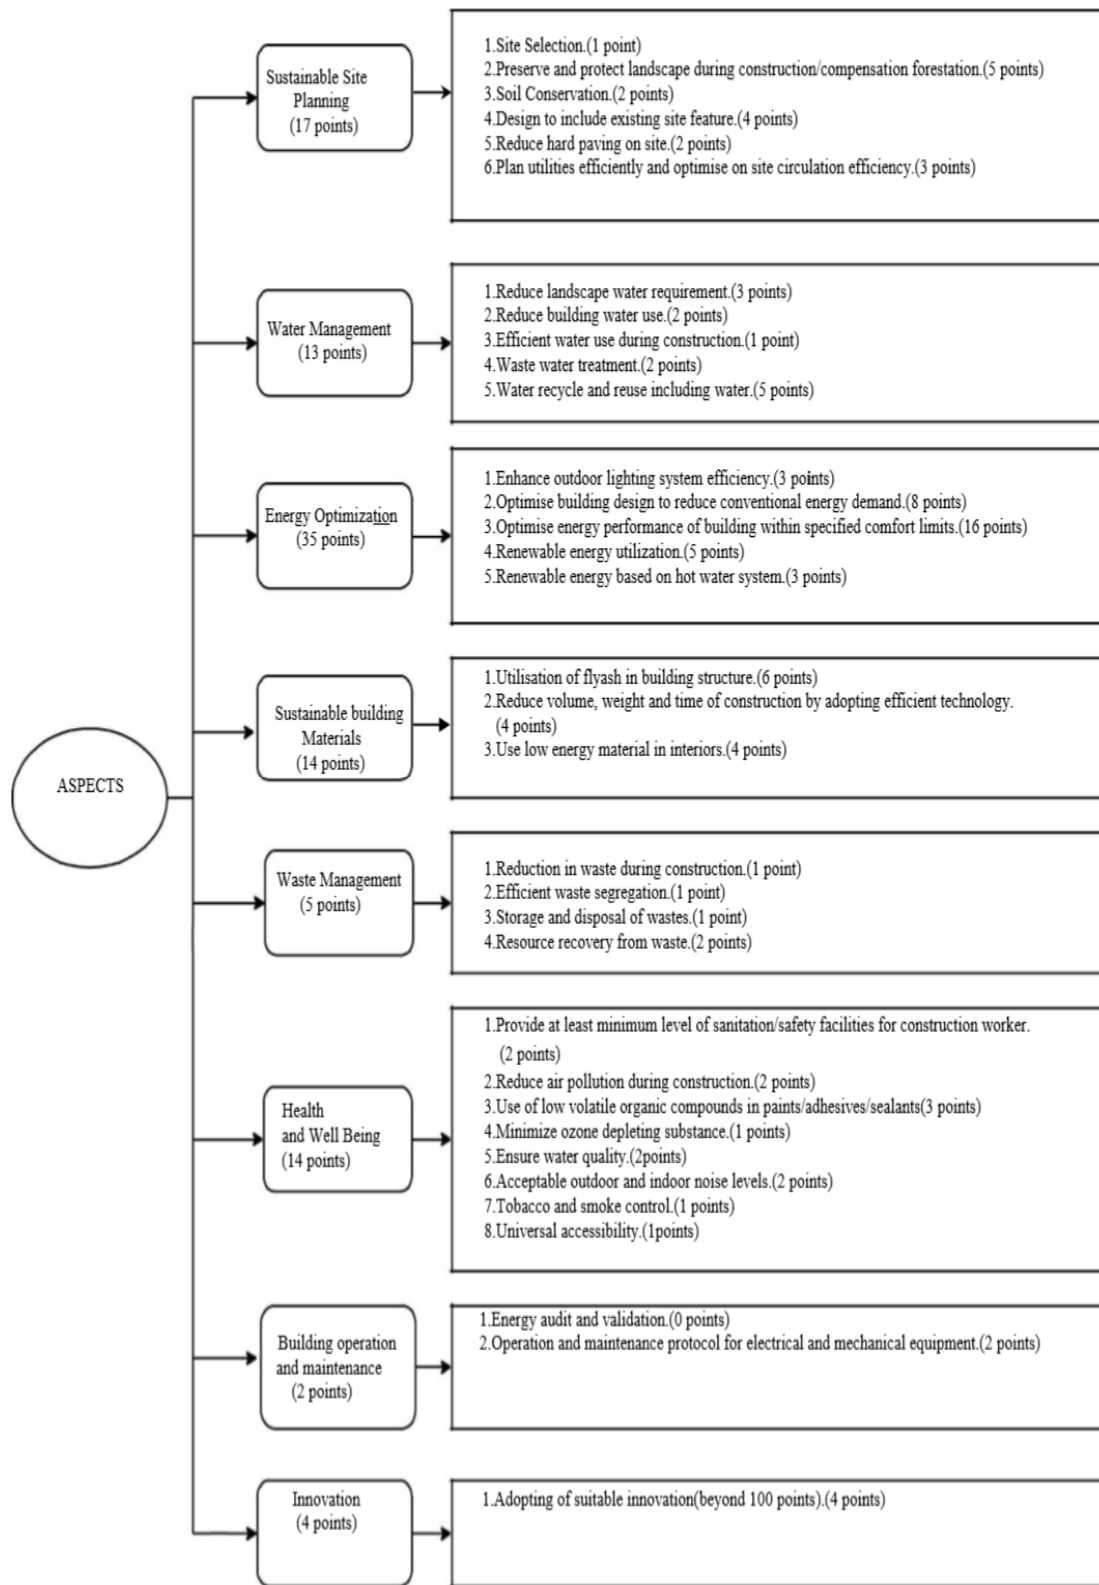 ASPECTS
Sustainable Site
Planning
(17 points)
1.Site Selection.(1 point)
2.Preserve and protect landscape during construction/compensation forestation.(5 points)
3.Soil Conservation.(2 points)
4.Design to include existing site feature.(4 points)
5.Reduce hard paving on site.(2 points)
6.Plan utilities efficiently and optimise on site circulation efficiency.(3 points)
Water Management
(13 points)
1.Reduce landscape water requirement.(3 points)
2.Reduce building water use.(2 points)
3.Efficient water use during construction.(1 point)
4.Waste water treatment.(2 points)
5.Water recycle and reuse including water.(5 points)
Energy Optimization
(35 points)
1.Enhance outdoor lighting system efficiency.(3 points)
2.Optimise building design to reduce conventional energy demand.(8 points)
3.Optimise energy performance of building within specified comfort limits.(16 points)
4.Renewable energy utilization.(5 points)
5.Renewable energy based on hot water system.(3 points)
Sustainable building
Materials
(14 points)
1.Utilisation of flyash in building structure.(6 points)
2.Reduce volume, weight and time of construction by adopting efficient technology.
(4 points)
3.Use low energy material in interiors.(4 points)
Waste Management
(5 points)
1.Reduction in waste during construction.(1 point)
2.Efficient waste segregation.(1 point)
3.Storage and disposal of wastes.(1 point)
4.Resource recovery from waste.(2 points)
Health
and Well Being
(14 points)
1.Provide at least minimum level of sanitation/safety facilities for construction worker.
(2 points)
2.Reduce air pollution during construction.(2 points)
3.Use of low volatile organic compounds in paints/adhesives/sealants(3 points)
4.Minimize ozone depleting substance.(1 points)
5.Ensure water quality.(2points)
6.Acceptable outdoor and indoor noise levels.(2 points)
7.Tobacco and smoke control.(1 points)
8.Universal accessibility.(1points)
Building operation
and maintenance
(2 points)
1.Energy audit and validation.(0 points)
2.Operation and maintenance protocol for electrical and mechanical equipment.(2 points)
Innovation
(4 points)
1.Adopting of suitable innovation(beyond 100 points).(4 points)